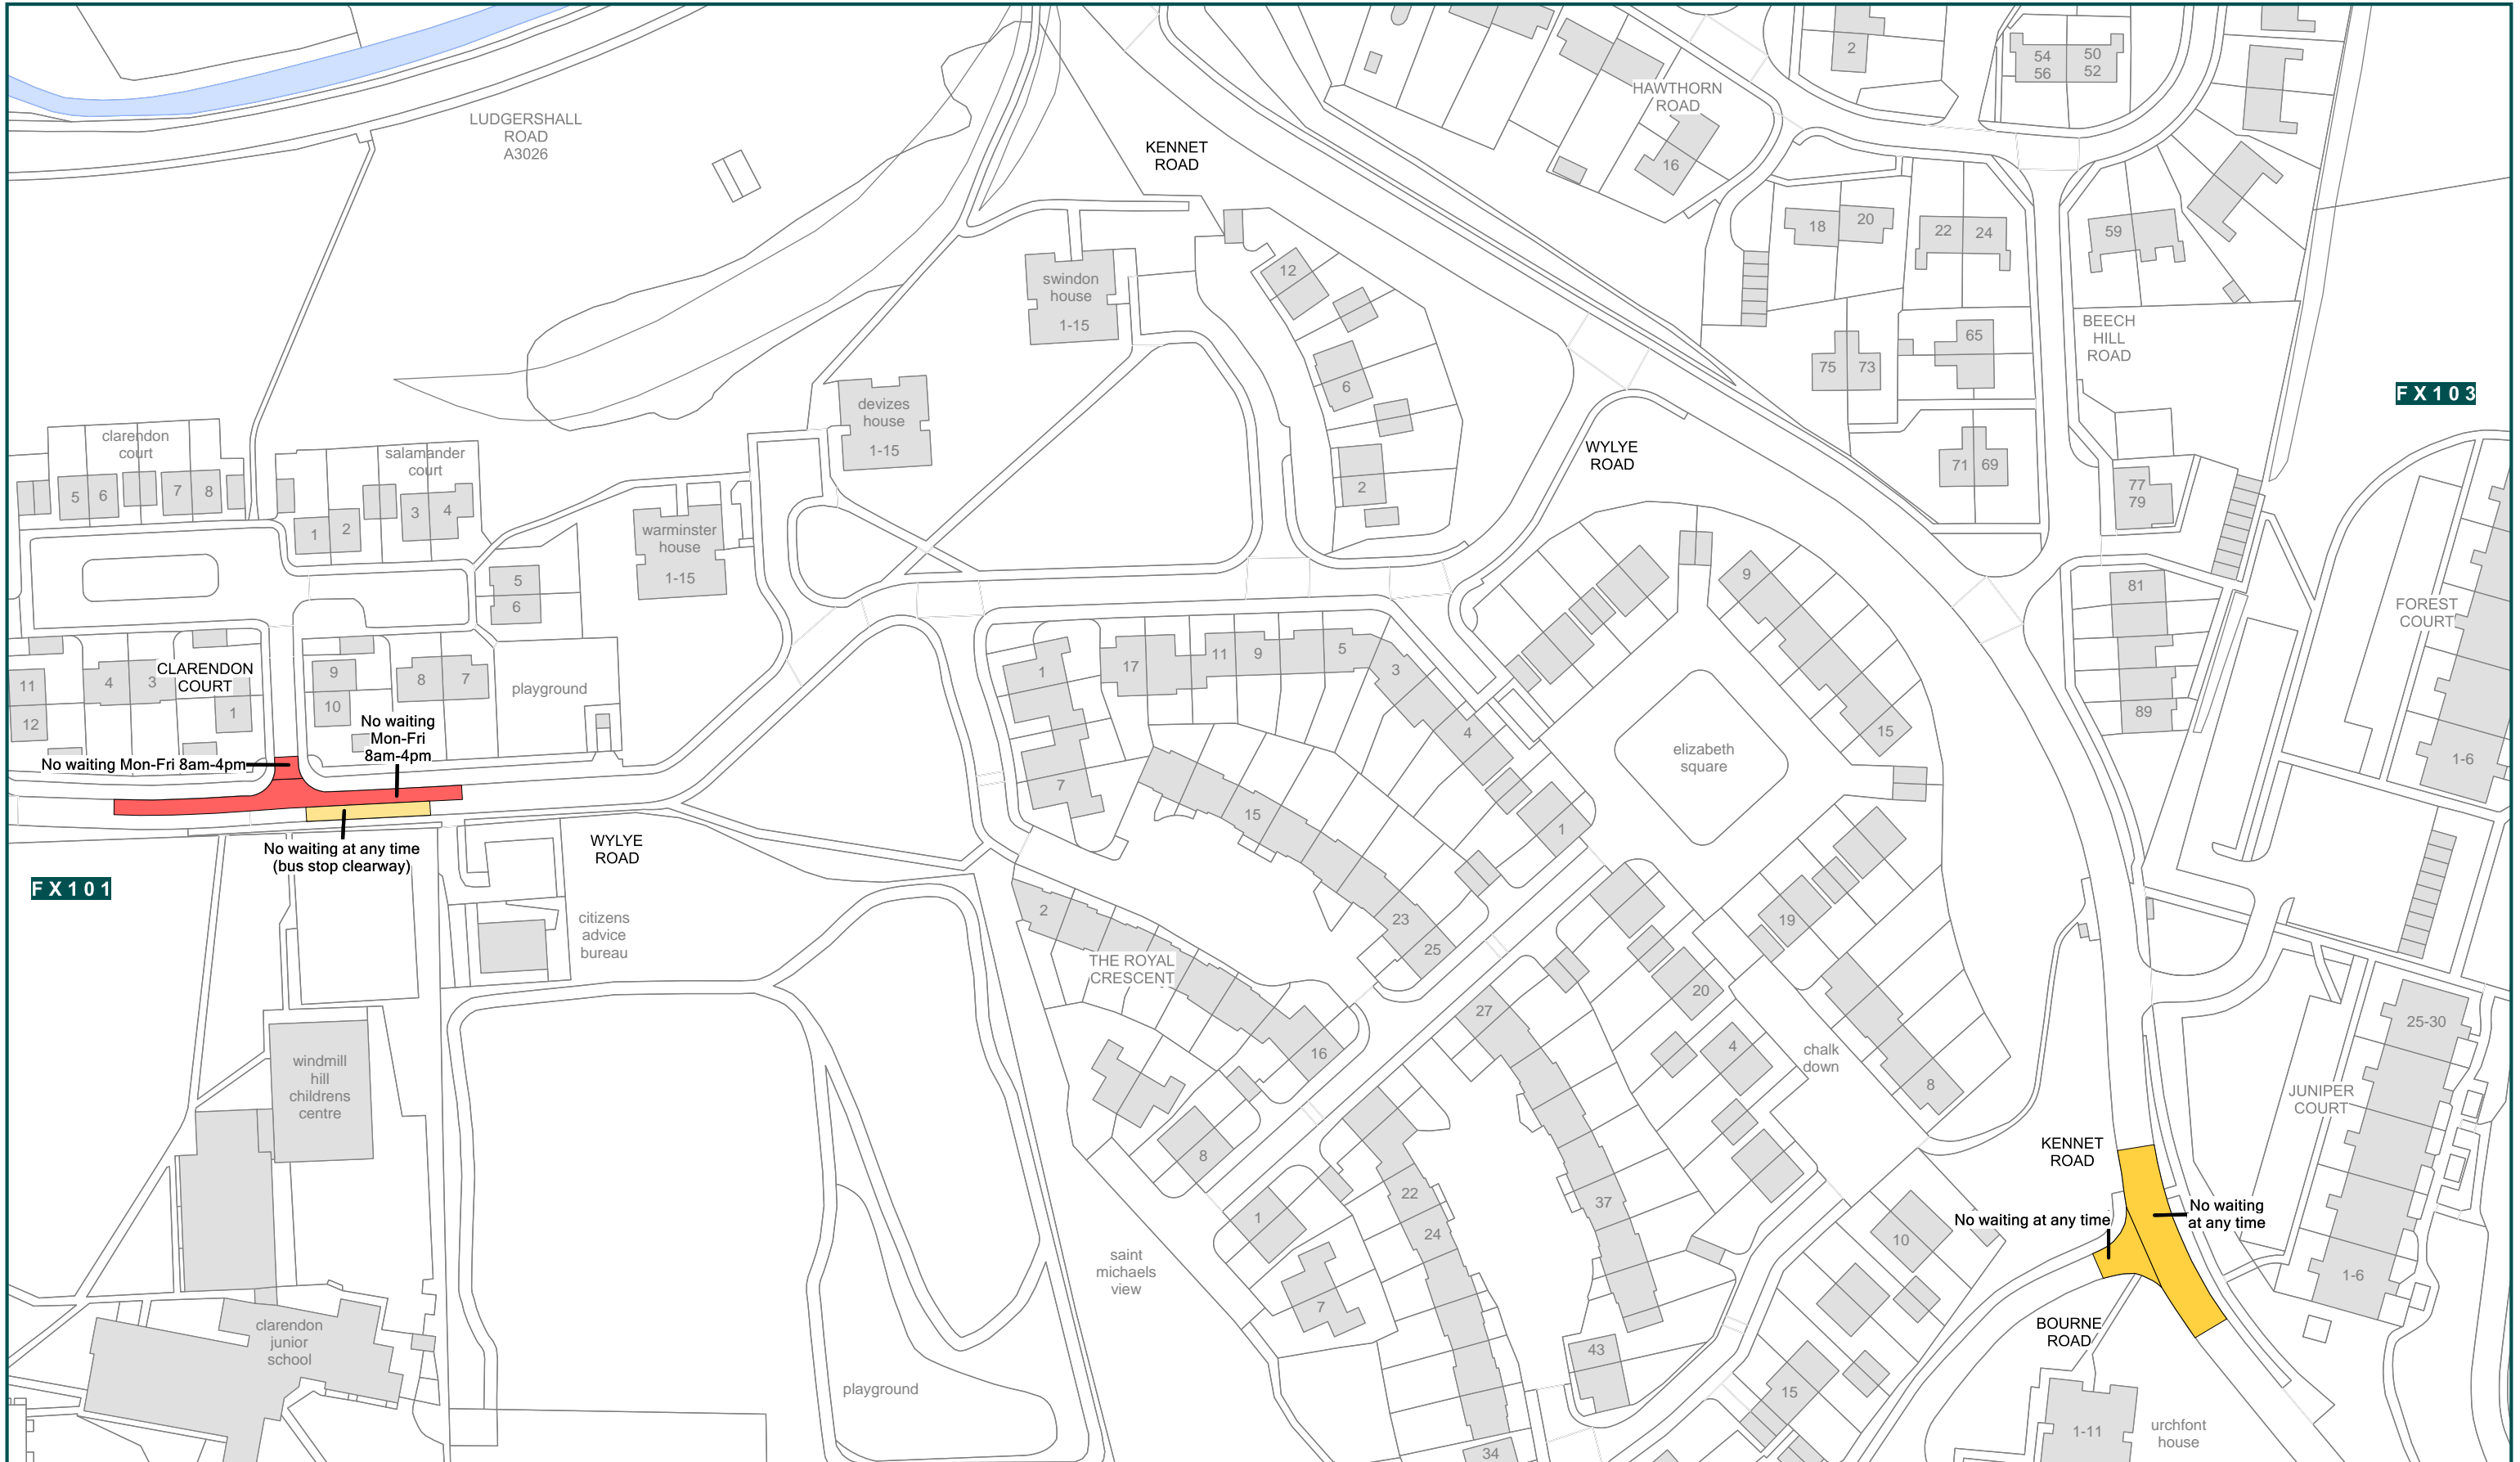 LUDGERSHALL
ROAD
A3026
KENNET
ROAD
HAWTHORN
ROAD
16
2
54
56
50
52
18
20
22
24
59
65
75
73
71
69
BEECH
HILL
ROAD
77
79
FX103
swindon
house
1-15
12
6
2
devizes
house
1-15
WYLYE
ROAD
clarendon
court
5
6
7
8
salamander
court
1
2
3
4
5
6
warminster
house
1-15
81
89
FOREST
COURT
1-6
11
12
4
3
CLARENDON
COURT
1
9
10
8
7
playground
No waiting
Mon-Fri
8am-4pm
No waiting Mon-Fri 8am-4pm
No waiting at any time
(bus stop clearway)
WYLYE
ROAD
FX101
citizens
advice
bureau
1
7
17
11
9
5
3
4
1
15
23
25
9
15
elizabeth
square
19
20
2
THE ROYAL
CRESCENT
16
8
27
4
chalk
down
8
25-30
JUNIPER
COURT
1-6
windmill
hill
childrens
centre
clarendon
junior
school
playground
saint
michaels
view
1
7
22
24
34
37
43
10
15
KENNET
ROAD
No waiting at any time
No waiting
at any time
BOURNE
ROAD
1-11
urchfont
house